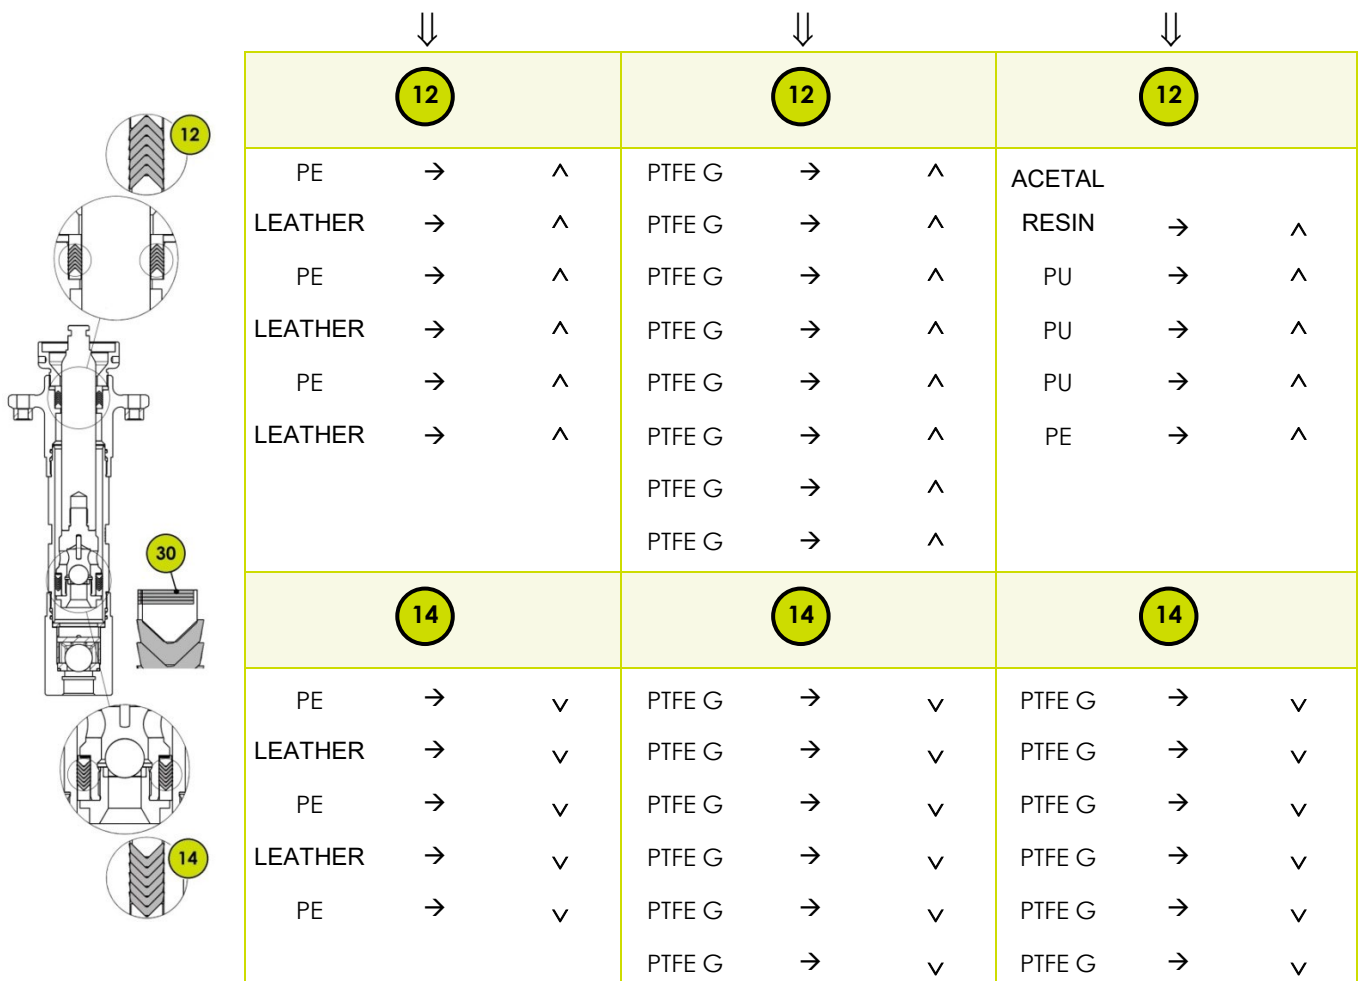 ⇓ ⇓ ⇓
12 12 12
12
PE → ^ PTFE G → ^ ACETAL
LEATHER → ^ PTFE G → ^ RESIN → ^
PE → ^ PTFE G → ^ PU → ^
LEATHER → ^ PTFE G → ^ PU → ^
PE → ^ PTFE G → ^ PU → ^
LEATHER → ^ PTFE G → ^ PE → ^
PTFE G → ^
PTFE G → ^
30
14 14 14
PE → v PTFE G → v PTFE G → v
LEATHER → v PTFE G → v PTFE G → v
PE → v PTFE G → v PTFE G → v
LEATHER → v PTFE G → v PTFE G → v
14
PE → v PTFE G → v PTFE G → v
PTFE G → v PTFE G → v